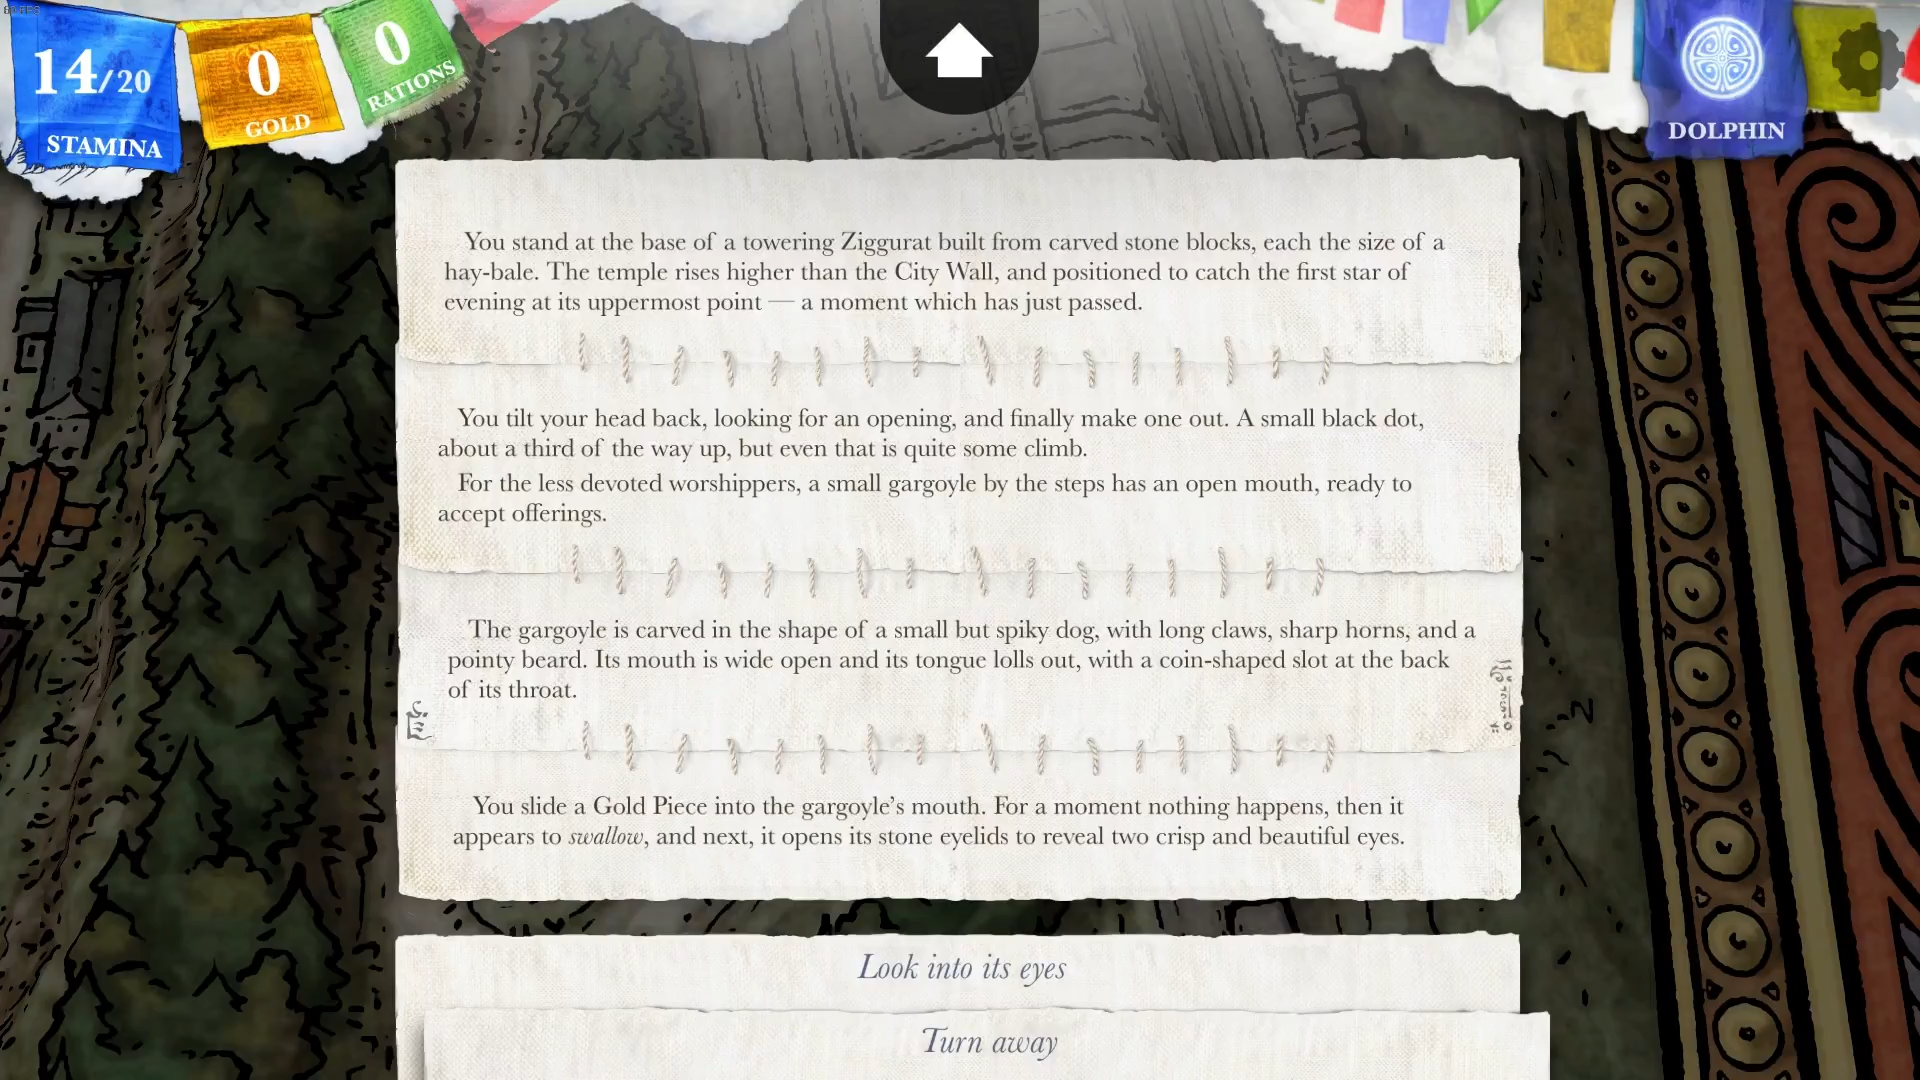 14/20
STAMINA
0
GOLD
0
RATIONS
DOLPHIN
You stand at the base of a towering Ziggurat built from carved stone blocks, each the size of a
hay-bale. The temple rises higher than the City Wall, and positioned to catch the first star of
evening at its uppermost point — a moment which has just passed.
You tilt your head back, looking for an opening, and finally make one out. A small black dot,
about a third of the way up, but even that is quite some climb.
For the less devoted worshippers, a small gargoyle by the steps has an open mouth, ready to
accept offerings.
The gargoyle is carved in the shape of a small but spiky dog, with long claws, sharp horns, and a
pointy beard. Its mouth is wide open and its tongue lolls out, with a coin-shaped slot at the back
of its throat.
You slide a Gold Piece into the gargoyle's mouth. For a moment nothing happens, then it
appears to swallow, and next, it opens its stone eyelids to reveal two crisp and beautiful eyes.
Look into its eyes
Turn away